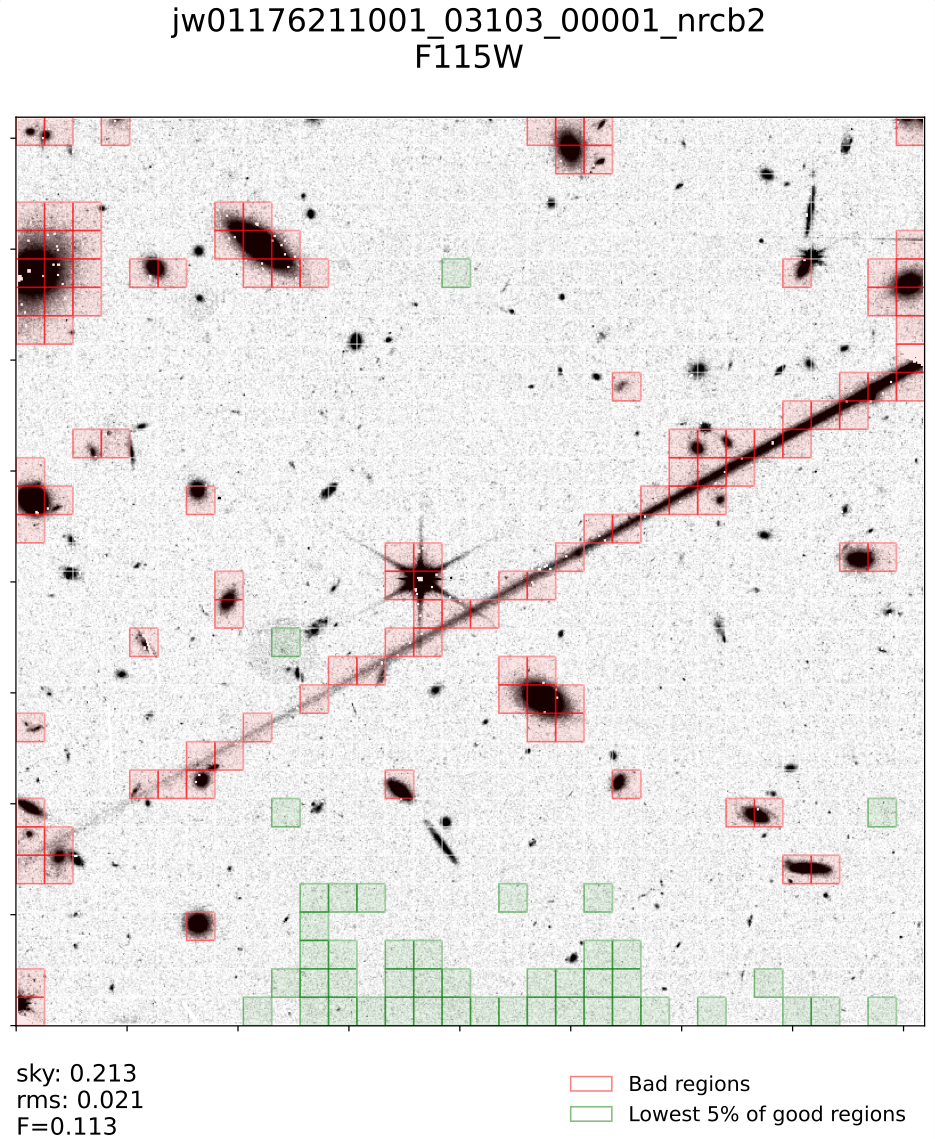 jw01176211001_03103_00001_nrcb2
F115W
sky: 0.213
rms: 0.021
F=0.113
Bad regions
Lowest 5% of good regions